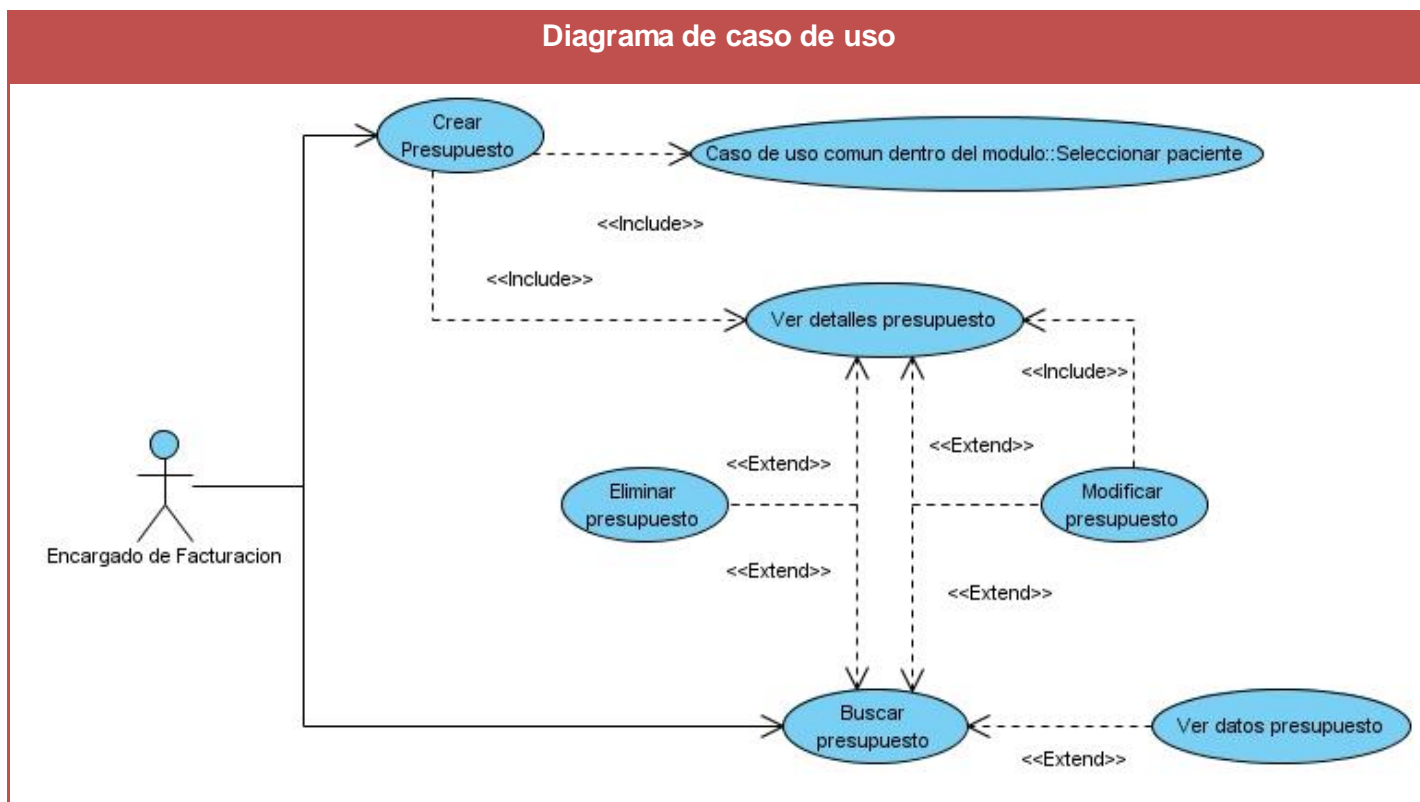 Diagrama de caso de uso
Crear
Presupuesto
Caso de uso comun dentro del modulo::Seleccionar paciente
<<Include>>
<<Include>>
Ver detalles presupuesto
<<Include>>
<<Extend>>
<<Extend>>
Eliminar
presupuesto
Modificar
presupuesto
Encargado de Facturacion
<<Extend>>
<<Extend>>
Buscar
presupuesto
Ver datos presupuesto
<<Extend>>